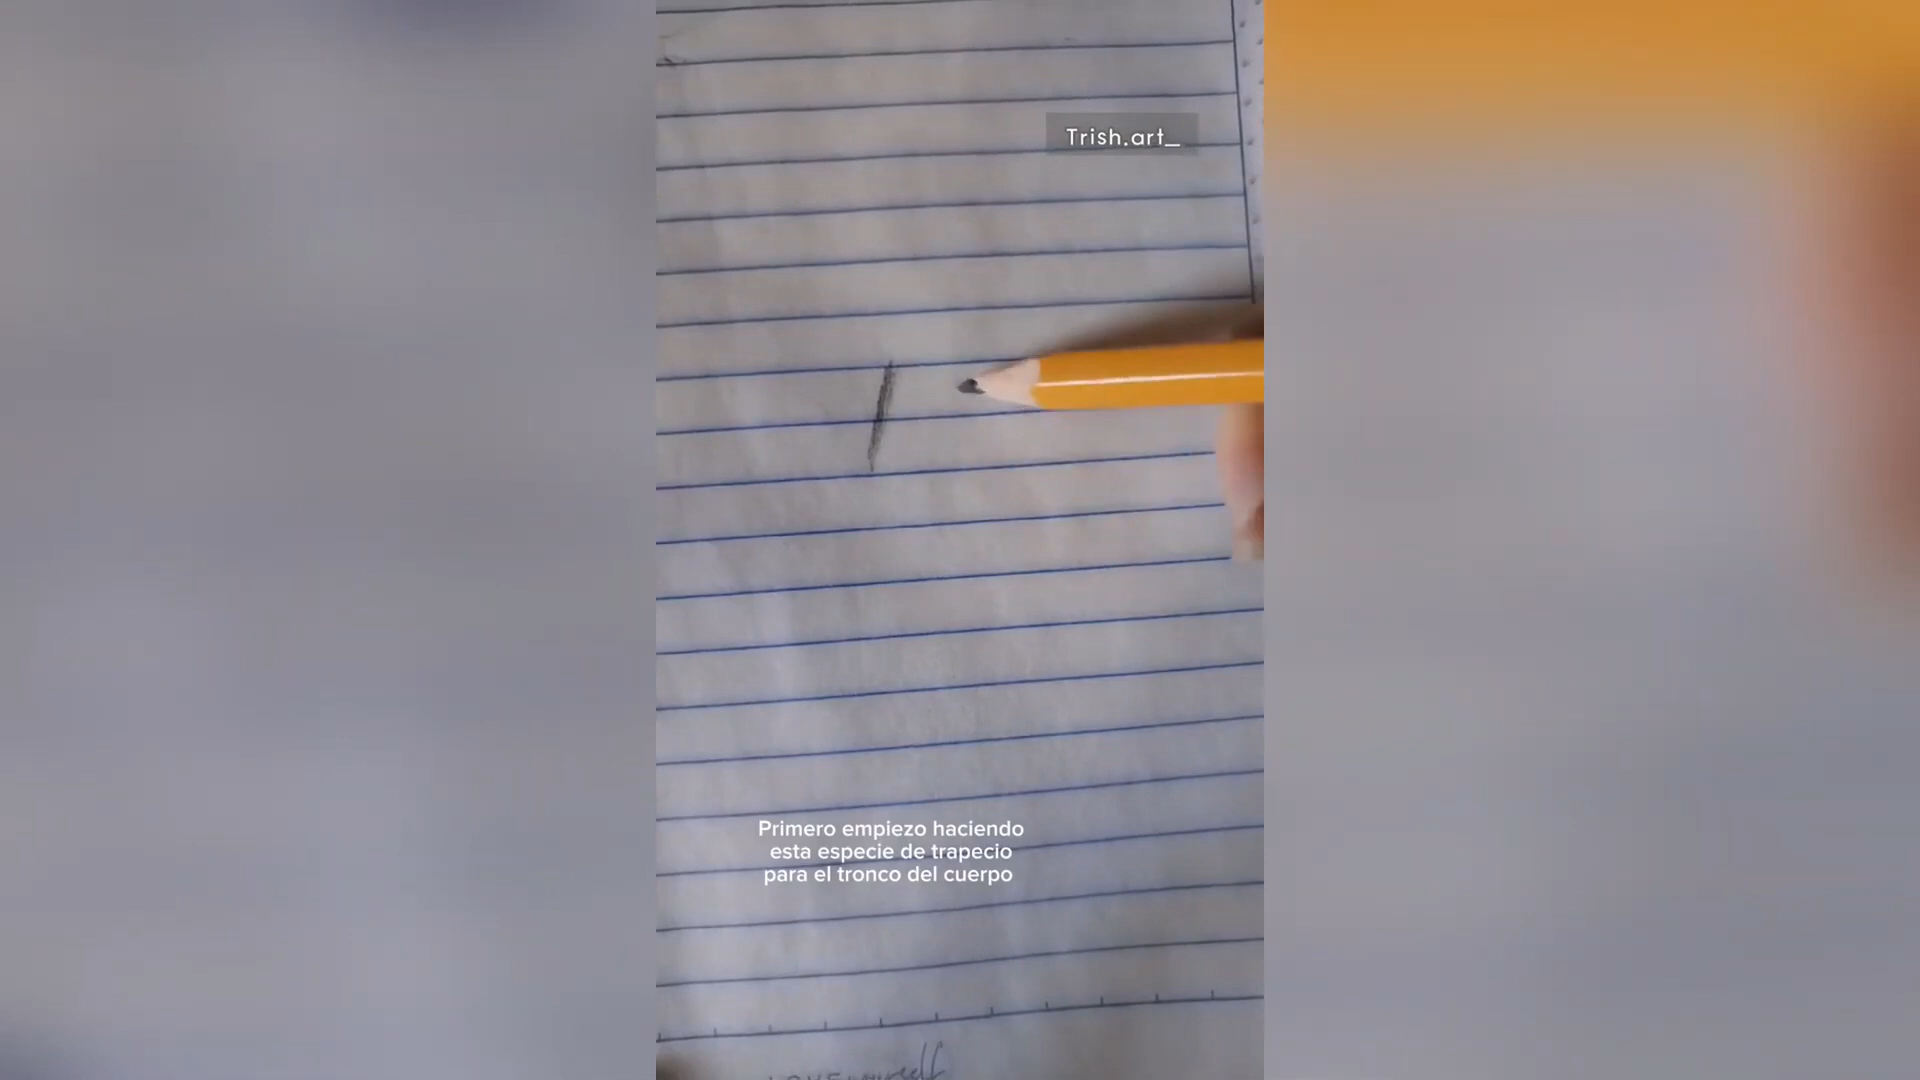 Trish.art_
Primero empiezo haciendo
esta especie de trapecio
para el tronco del cuerpo